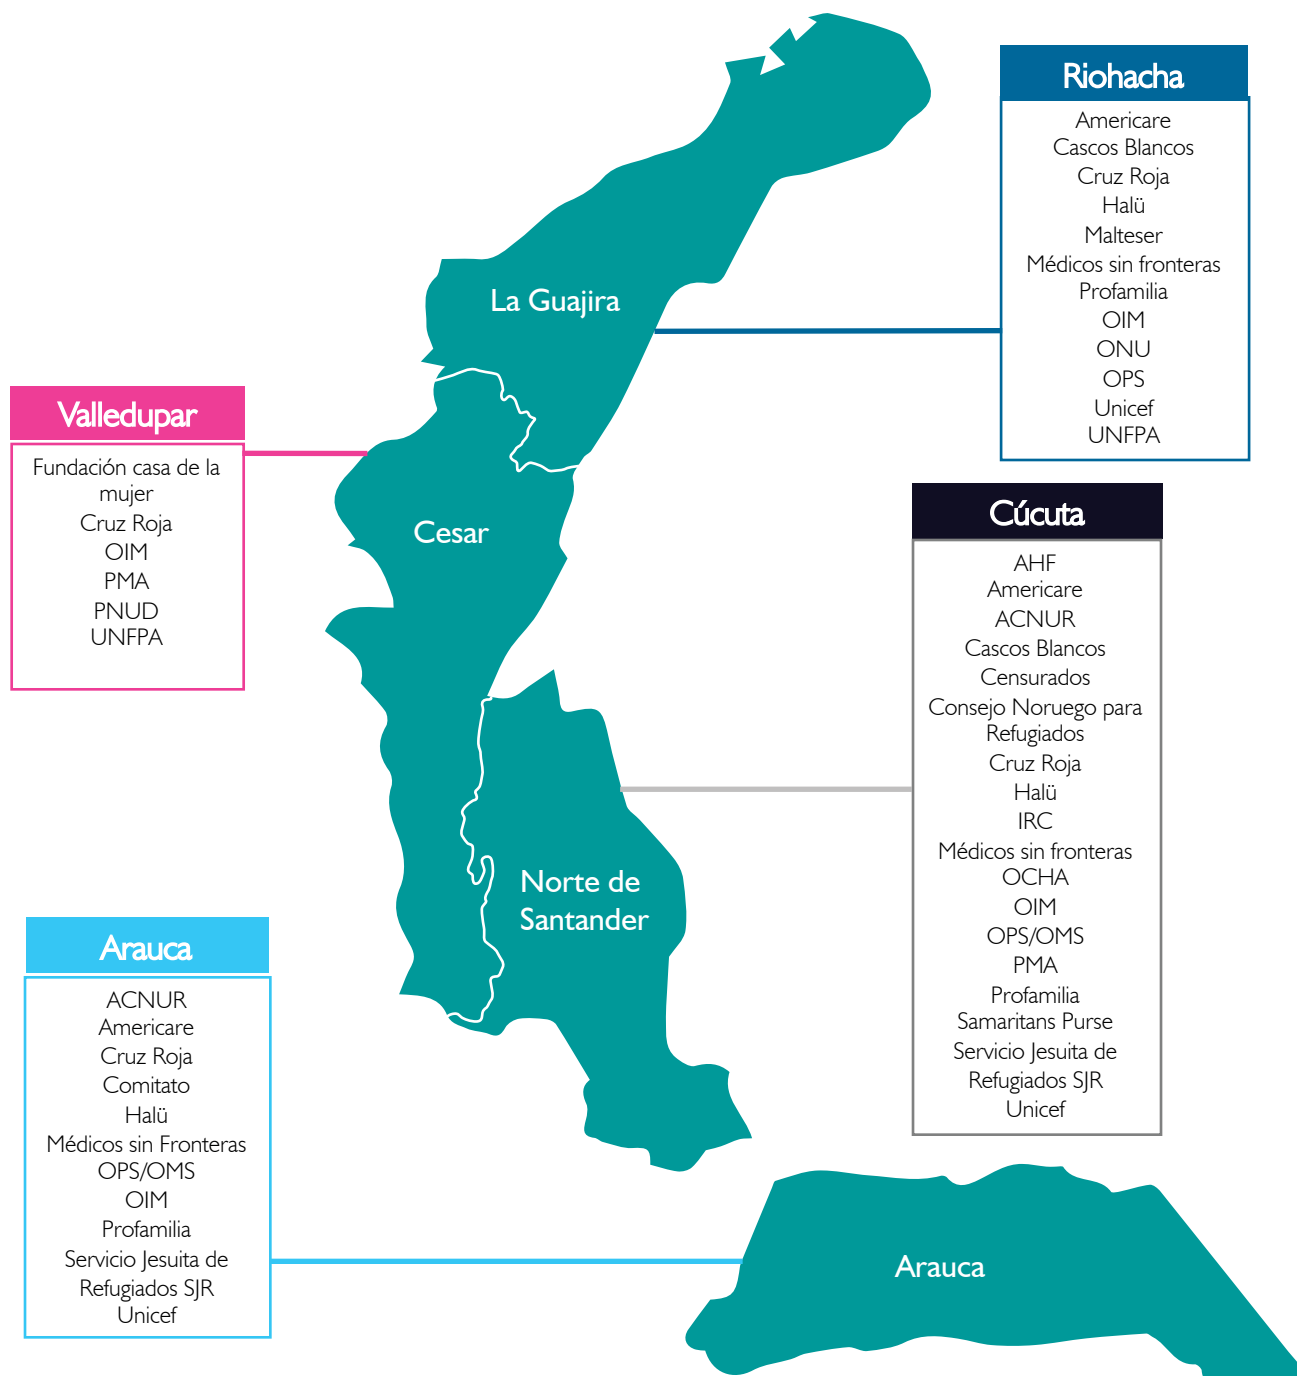 Riohacha
Americare
Cascos Blancos
Cruz Roja
Halü
Malteser
Médicos sin fronteras
Profamilia
OIM
ONU
OPS
Unicef
UNFPA
La Guajira
Valledupar
Fundación casa de la
mujer
Cruz Roja
OIM
PMA
PNUD
UNFPA
Cesar
Cúcuta
AHF
Americare
ACNUR
Cascos Blancos
Censurados
Consejo Noruego para
Refugiados
Cruz Roja
Halü
IRC
Médicos sin fronteras
OCHA
OIM
OPS/OMS
PMA
Profamilia
Samaritans Purse
Servicio Jesuita de
Refugiados SJR
Unicef
Norte de
Santander
Arauca
ACNUR
Americare
Cruz Roja
Comitato
Halü
Médicos sin Fronteras
OPS/OMS
OIM
Profamilia
Servicio Jesuita de
Refugiados SJR
Unicef
Arauca